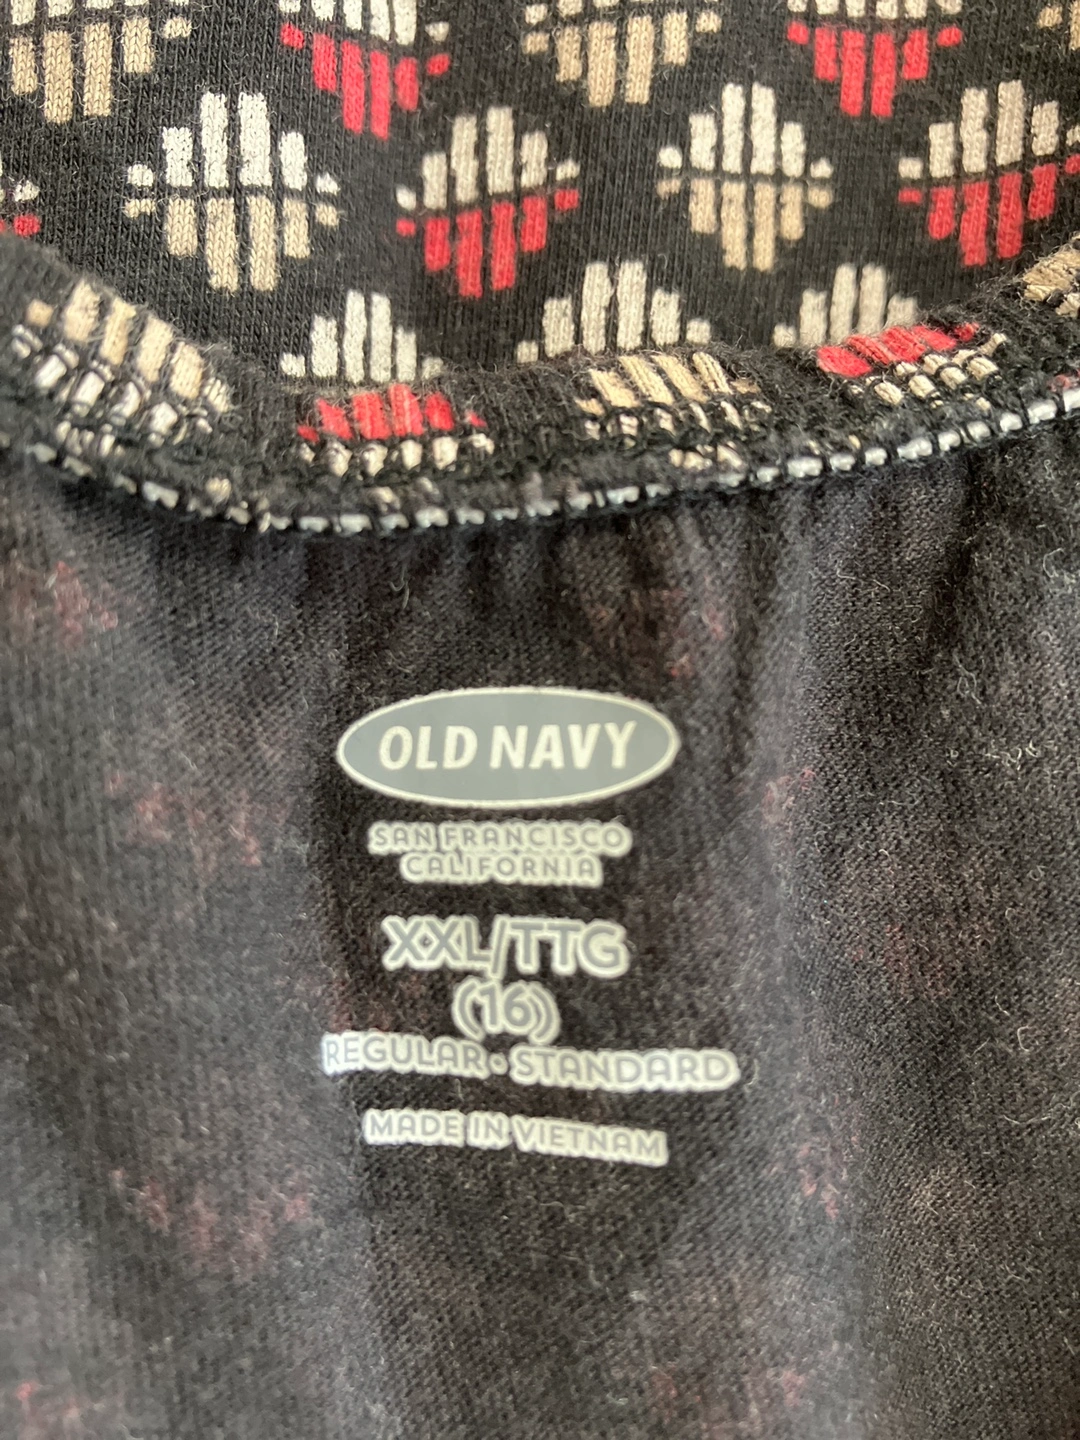 OLD NAVY
SAN FRANCISCO
CALIFORNIA
XXL/TTG
(16)
REGULAR • STANDARD
MADE IN VIETNAM